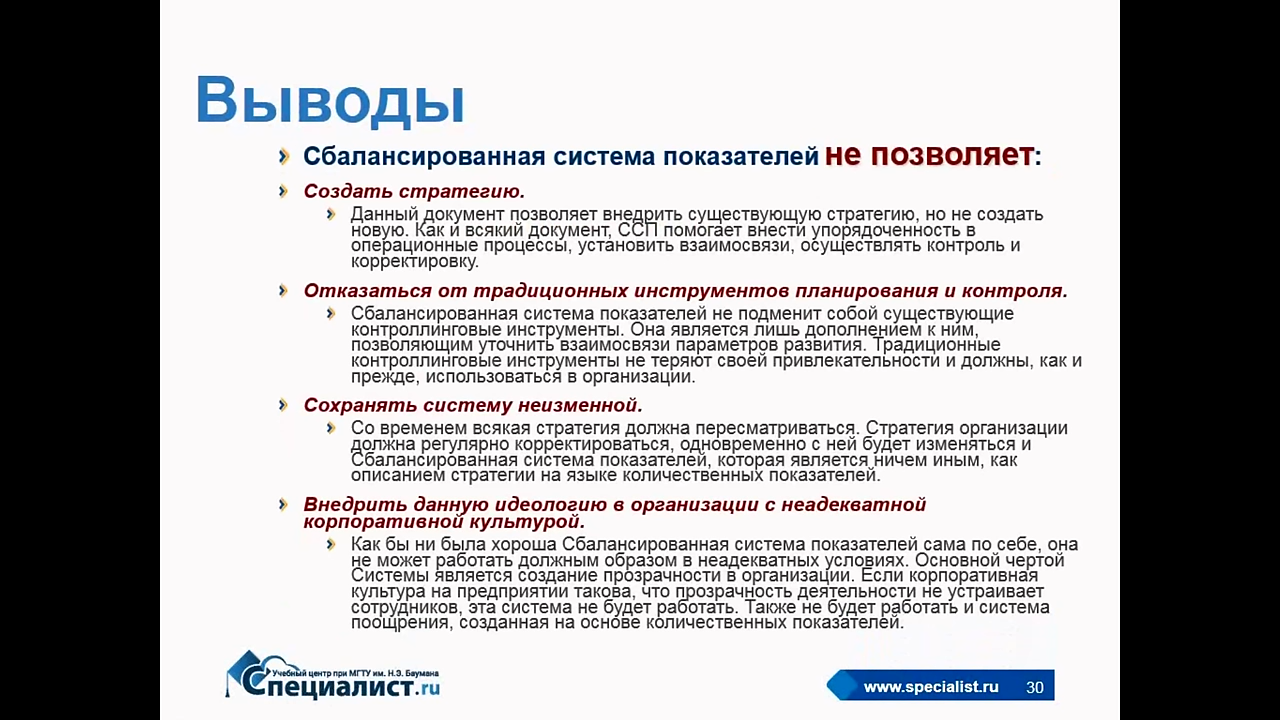 Выводы
Сбалансированная система показателей не позволяет:
Создать стратегию.
Данный документ позволяет внедрить существующую стратегию, но не создать
новую. Как и всякий документ, ССП помогает внести упорядоченность в
операционные процессы, установить взаимосвязи, осуществлять контроль и
корректировку.
Отказаться от традиционных инструментов планирования и контроля.
Сбалансированная система показателей не подменит собой существующие
контроллинговые инструменты. Она является лишь дополнением к ним,
позволяющим уточнить взаимосвязи параметров развития. Традиционные
контроллинговые инструменты не теряют своей привлекательности и должны, как и
прежде, использоваться в организации.
Сохранять систему неизменной.
Со временем всякая стратегия должна пересматриваться. Стратегия организации
должна регулярно корректироваться, одновременно с ней будет изменяться и
Сбалансированная система показателей, которая является ничем иным, как
описанием стратегии на языке количественных показателей.
Внедрить данную идеологию в организации с неадекватной
корпоративной культурой.
Как бы ни была хороша Сбалансированная система показателей сама по себе, она
не может работать должным образом в неадекватных условиях. Основной чертой
Системы является создание прозрачности в организации. Если корпоративная
культура на предприятии такова, что прозрачность деятельности не устраивает
сотрудников, эта система не будет работать. Также не будет работать и система
поощрения, созданная на основе количественных показателей.
Учебный центр при МГТУ им. Н.Э. Баумана
Специалист.ru
www.specialist.ru 30